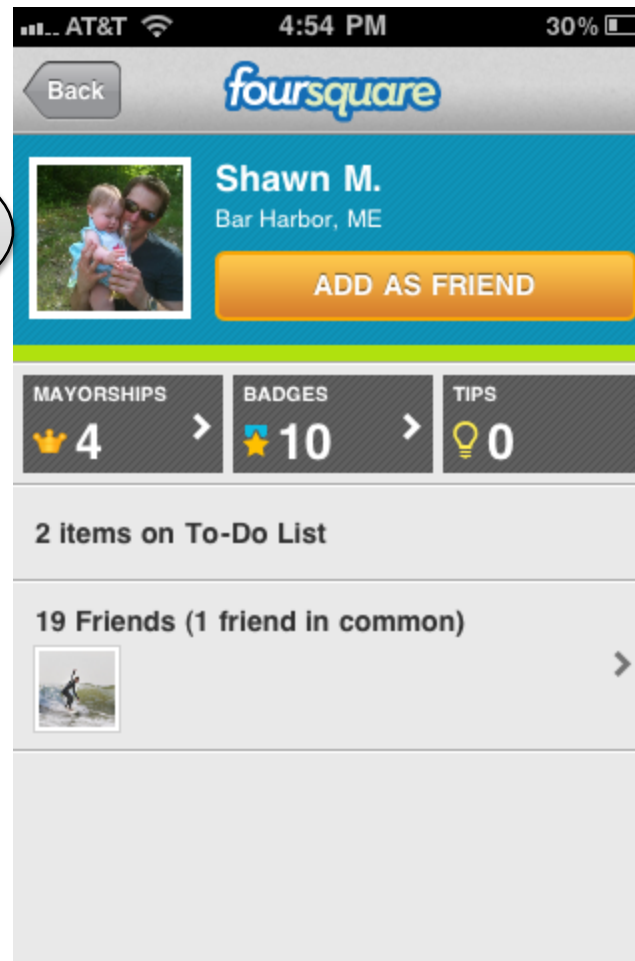 AT&T 4:54 PM 30%
Back foursquare
Shawn M.
Bar Harbor, ME
ADD AS FRIEND
MAYORSHIPS BADGES TIPS
4 10 0
2 items on To-Do List
19 Friends (1 friend in common)